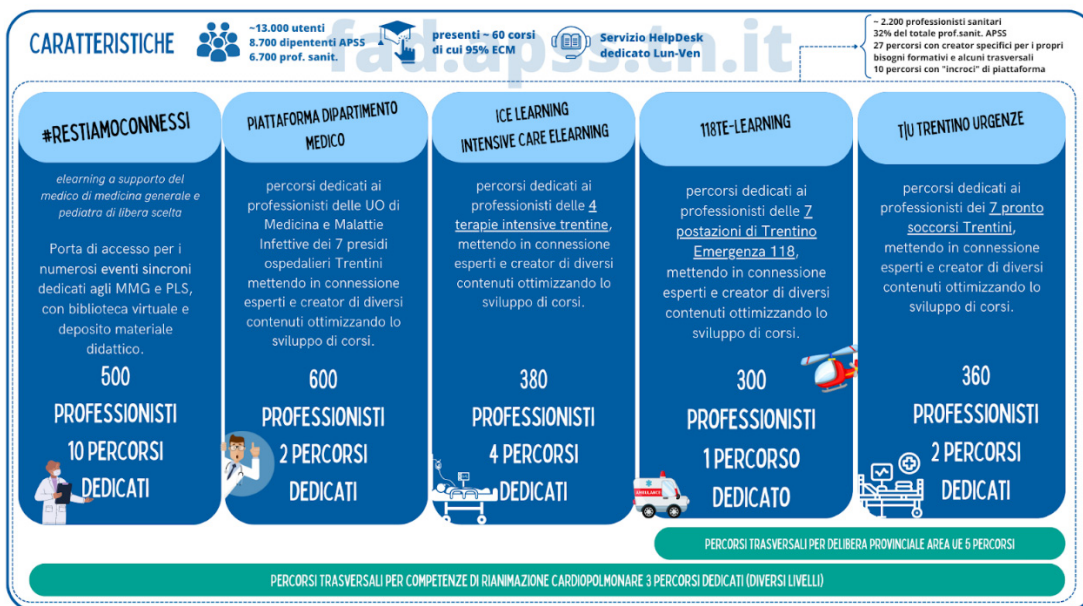 CARATTERISTICHE
~13.000 utenti
8.700 dipententi APSS
6.700 prof. sanit.
presenti ~ 60 corsi
di cui 95% ECM
Servizio HelpDesk
dedicato Lun-Ven
fad.apss.tn.it
~ 2.200 professionisti sanitari
32% del totale prof.sanit. APSS
27 percorsi con creator specifici per i propri
bisogni formativi e alcuni trasversali
10 percorsi con "incroci" di piattaforma
#RESTIAMOCONNESSI
elearning a supporto del
medico di medicina generale e
pediatra di libera scelta
Porta di accesso per i
numerosi eventi sincroni
dedicati agli MMG e PLS,
con biblioteca virtuale e
deposito materiale
didattico.
500
PROFESSIONISTI
10 PERCORSI
DEDICATI
PIATTAFORMA DIPARTIMENTO
MEDICO
percorsi dedicati ai
professionisti delle UO di
Medicina e Malattie
Infettive dei 7 presidi
ospedalieri Trentini
mettendo in connessione
esperti e creator di diversi
contenuti ottimizzando lo
sviluppo di corsi.
600
PROFESSIONISTI
2 PERCORSI
DEDICATI
ICE LEARNING
INTENSIVE CARE ELEARNING
percorsi dedicati ai
professionisti delle 4
terapie intensive trentine,
mettendo in connessione
esperti e creator di diversi
contenuti ottimizzando lo
sviluppo di corsi.
380
PROFESSIONISTI
4 PERCORSI
DEDICATI
118TE-LEARNING
percorsi dedicati ai
professionisti delle 7
postazioni di Trentino
Emergenza 118,
mettendo in connessione
esperti e creator di diversi
contenuti ottimizzando lo
sviluppo di corsi.
300
PROFESSIONISTI
1 PERCORSO
DEDICATO
AMBULANCE
T|U TRENTINO URGENZE
percorsi dedicati ai
professionisti dei 7 pronto
soccorsi Trentini,
mettendo in connessione
esperti e creator di diversi
contenuti ottimizzando lo
sviluppo di corsi.
360
PROFESSIONISTI
2 PERCORSI
DEDICATI
PERCORSI TRASVERSALI PER DELIBERA PROVINCIALE AREA UE 5 PERCORSI
PERCORSI TRASVERSALI PER COMPETENZE DI RIANIMAZIONE CARDIOPOLMONARE 3 PERCORSI DEDICATI (DIVERSI LIVELLI)